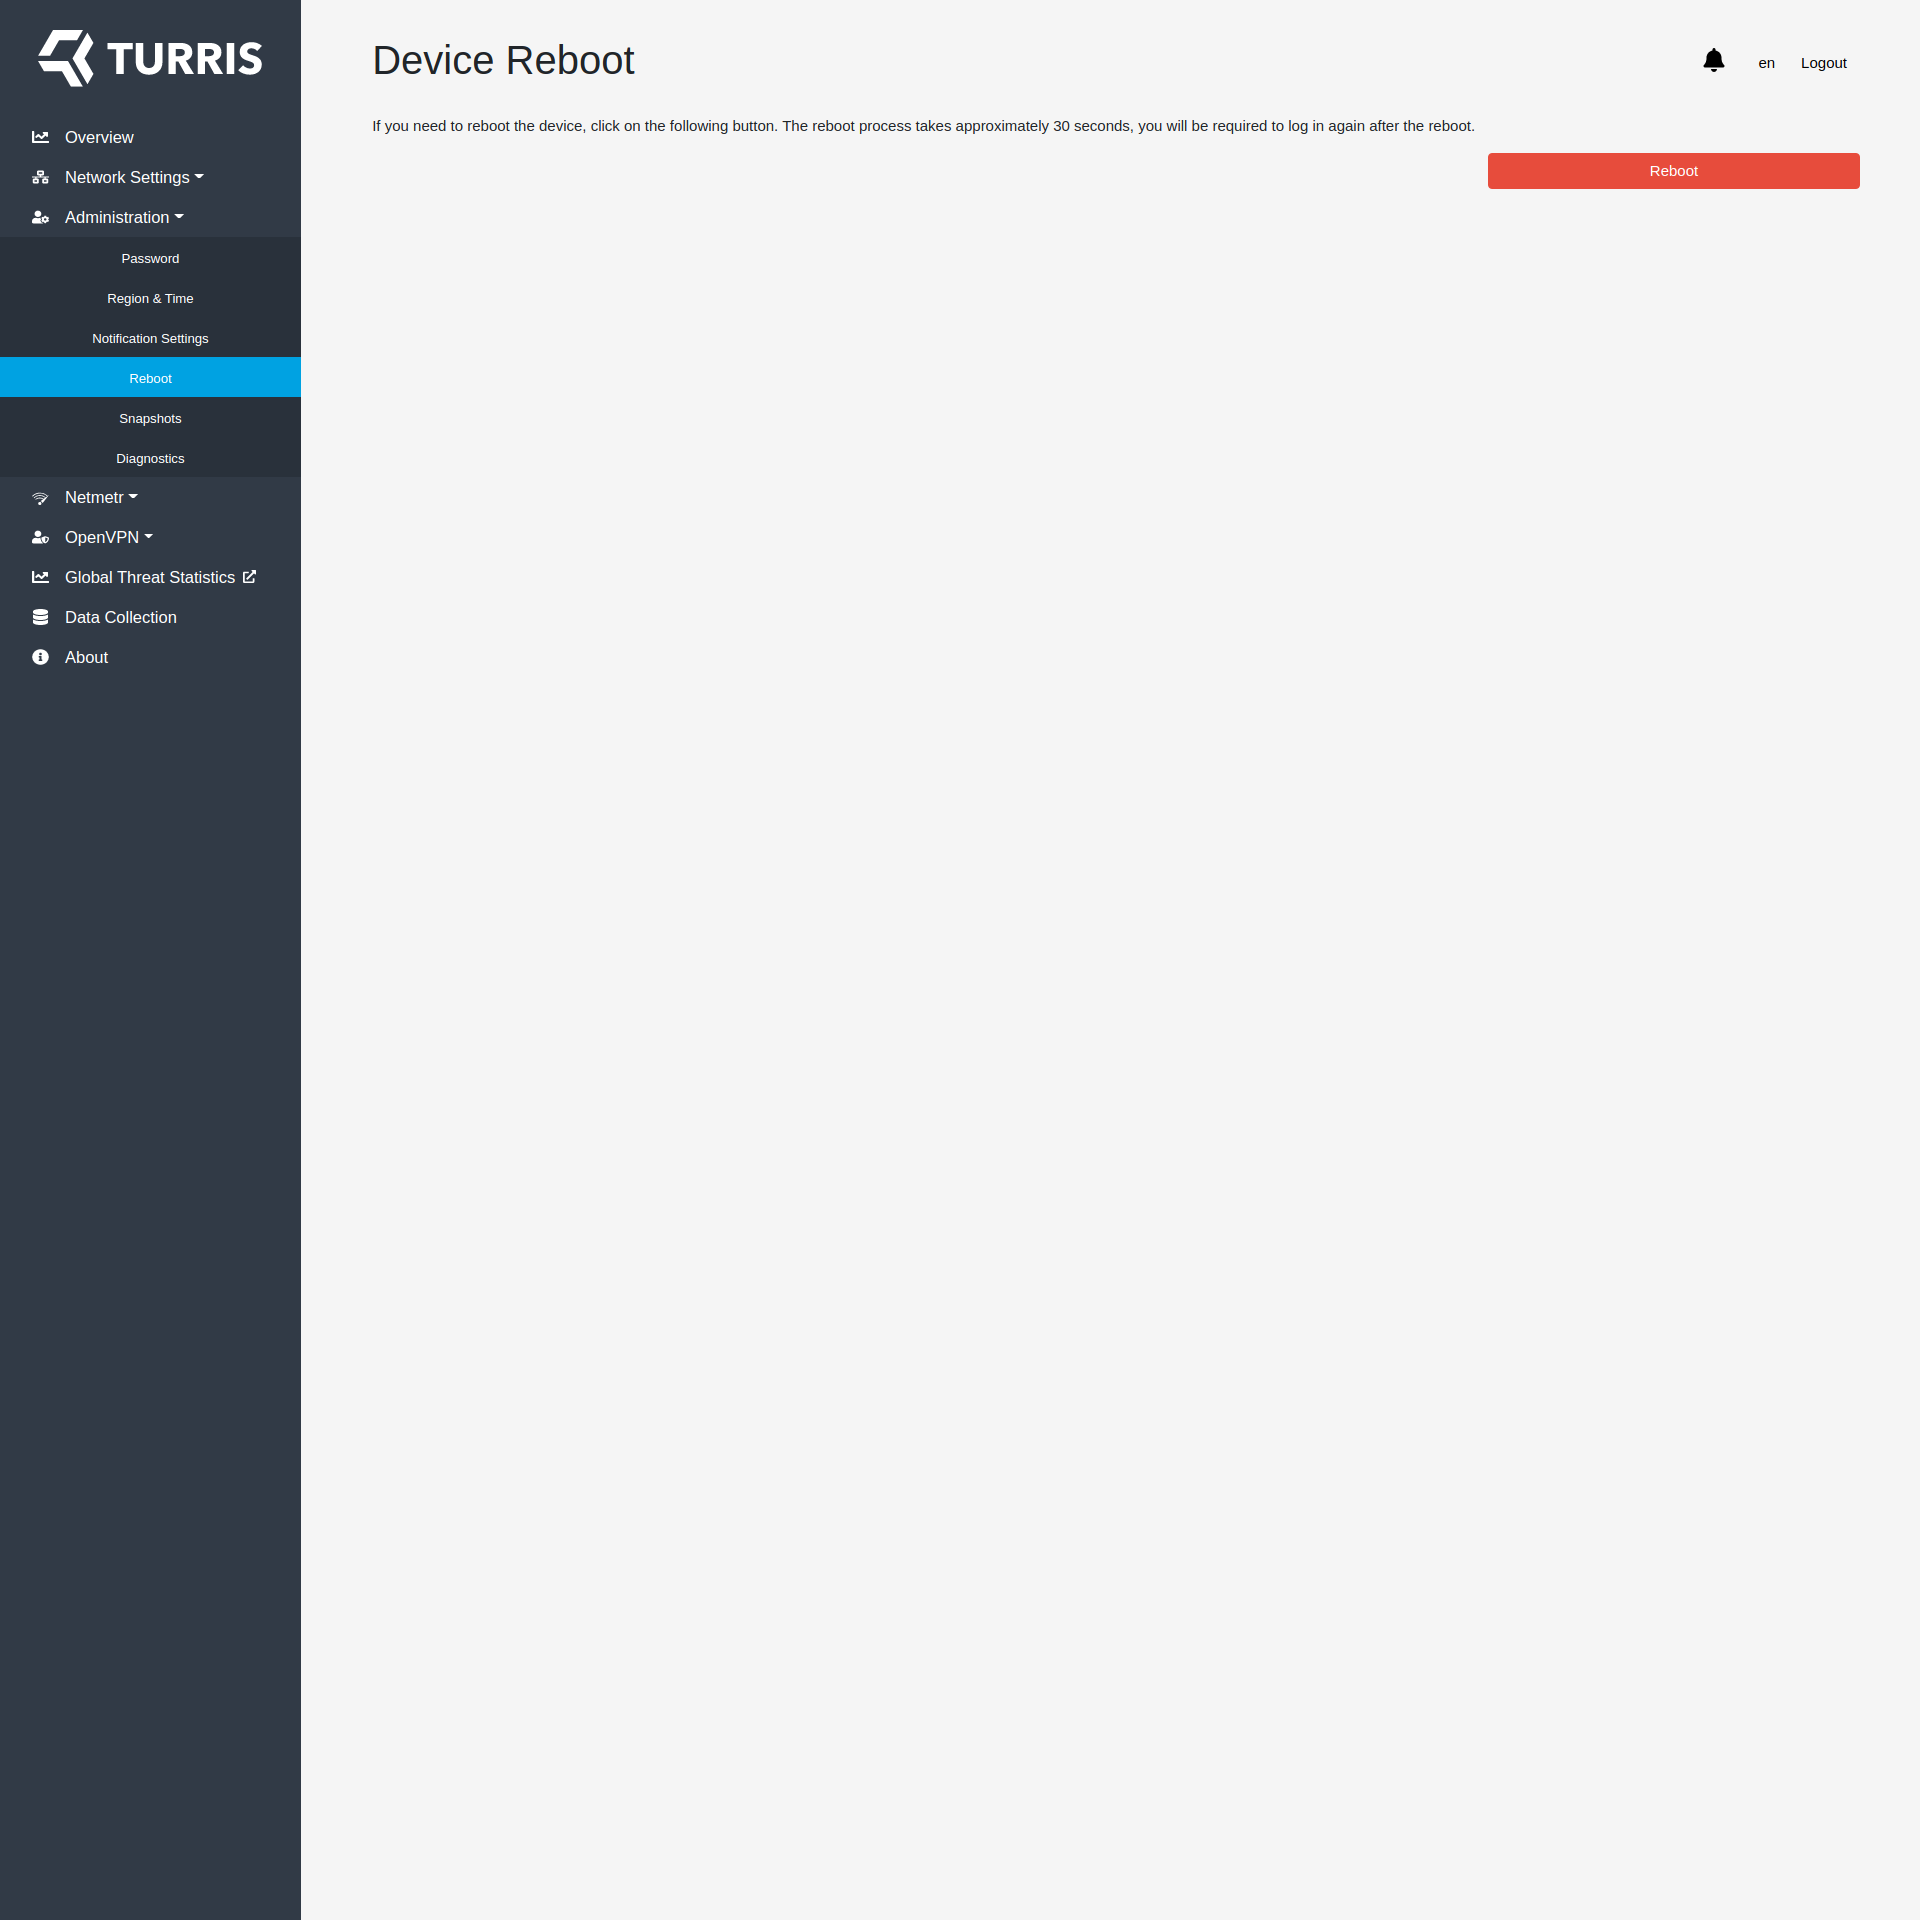 TURRIS
Overview
Network Settings
Administration
Password
Region & Time
Notification Settings
Reboot
Snapshots
Diagnostics
Netmetr
OpenVPN
Global Threat Statistics
Data Collection
About
Device Reboot
en
Logout
If you need to reboot the device, click on the following button. The reboot process takes approximately 30 seconds, you will be required to log in again after the reboot.
Reboot